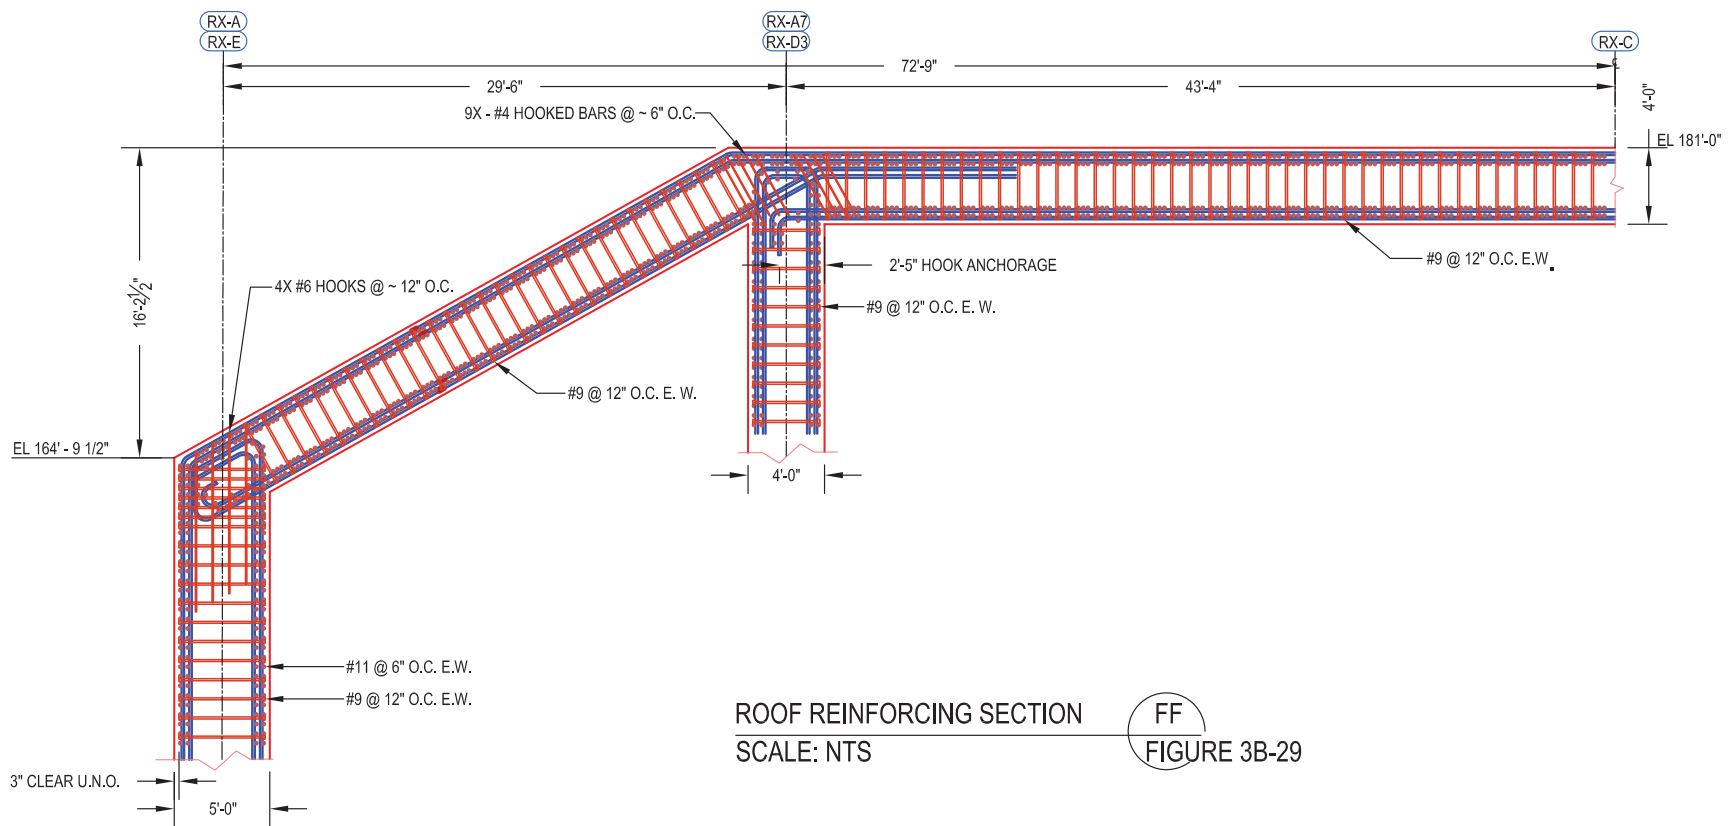 RX-A
RX-E
RX-A7
RX-D3
RX-C
72'-9"
℄
29'-6"
43'-4"
4'-0"
9X - #4 HOOKED BARS @ ~ 6" O.C.
EL 181'-0"
16'-2½"
4X #6 HOOKS @ ~ 12" O.C.
2'-5" HOOK ANCHORAGE
#9 @ 12" O.C. E.W.
#9 @ 12" O.C. E. W.
#9 @ 12" O.C. E. W.
EL 164' - 9 1/2"
4'-0"
#11 @ 6" O.C. E.W.
#9 @ 12" O.C. E.W.
ROOF REINFORCING SECTION
FF
SCALE: NTS
FIGURE 3B-29
3" CLEAR U.N.O.
5'-0"